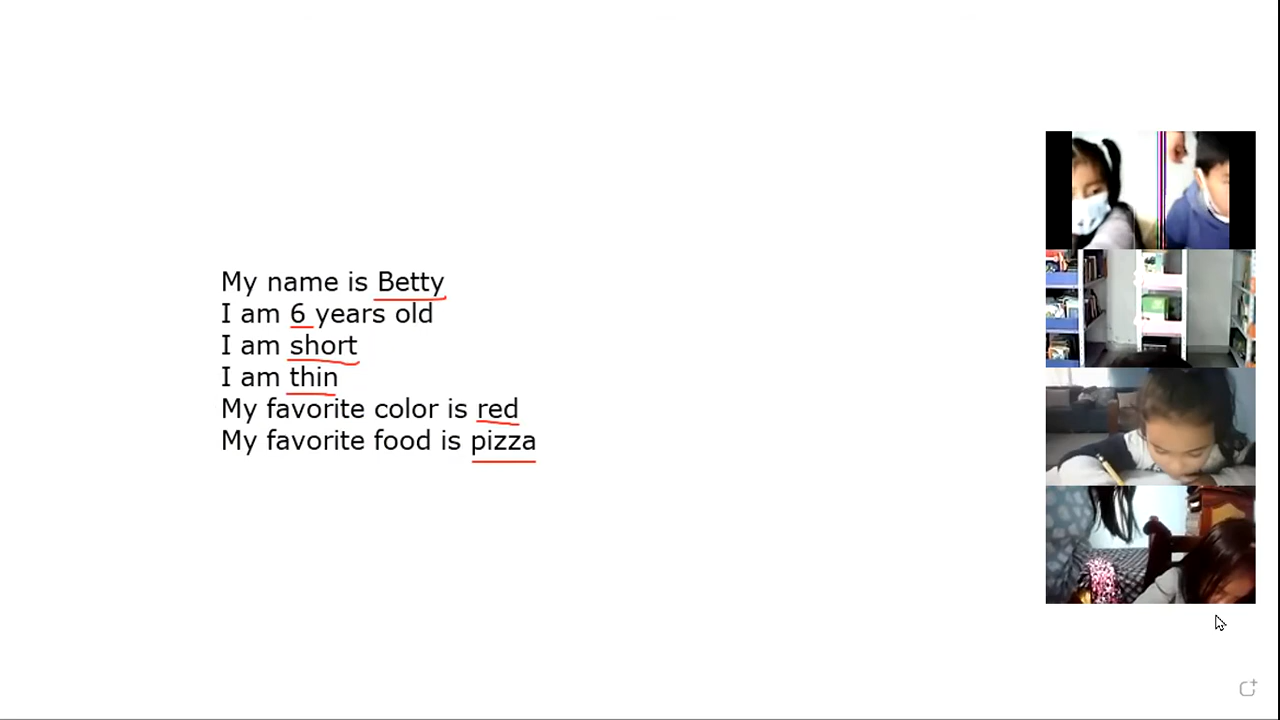 My name is Betty
I am 6 years old
I am short
I am thin
My favorite color is red
My favorite food is pizza